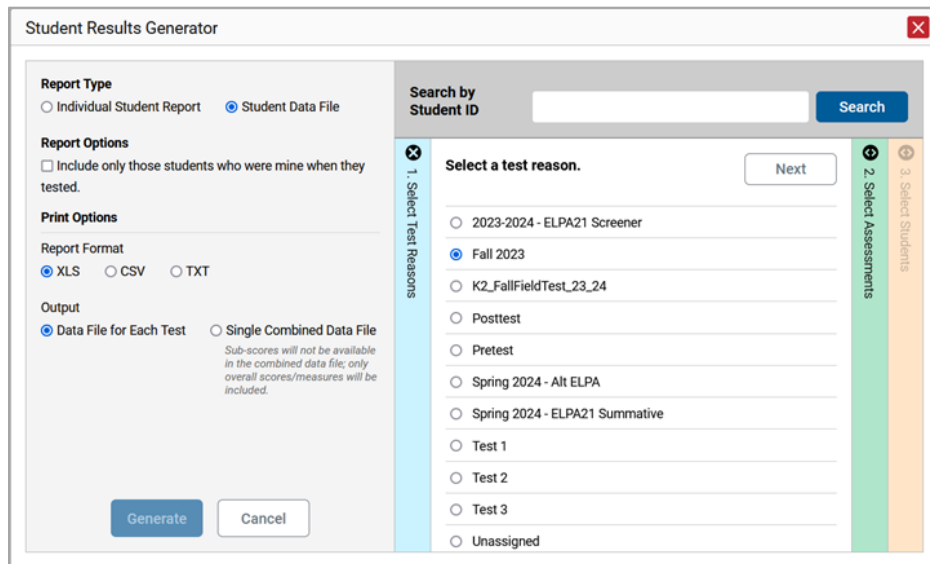 Student Results Generator
Report Type
Individual Student Report
Student Data File
Report Options
Include only those students who were mine when they
tested.
Print Options
Report Format
XLS
CSV
TXT
Output
Data File for Each Test
Single Combined Data File
Sub-scores will not be available
in the combined data file; only
overall scores/measures will be
included.
Generate
Cancel
Search by
Student ID
Search
1. Select Test Reasons
Select a test reason.
Next
2023-2024 - ELPA21 Screener
Fall 2023
K2_FallFieldTest_23_24
Posttest
Pretest
Spring 2024 - Alt ELPA
Spring 2024 - ELPA21 Summative
Test 1
Test 2
Test 3
Unassigned
2. Select Assessments
3. Select Students